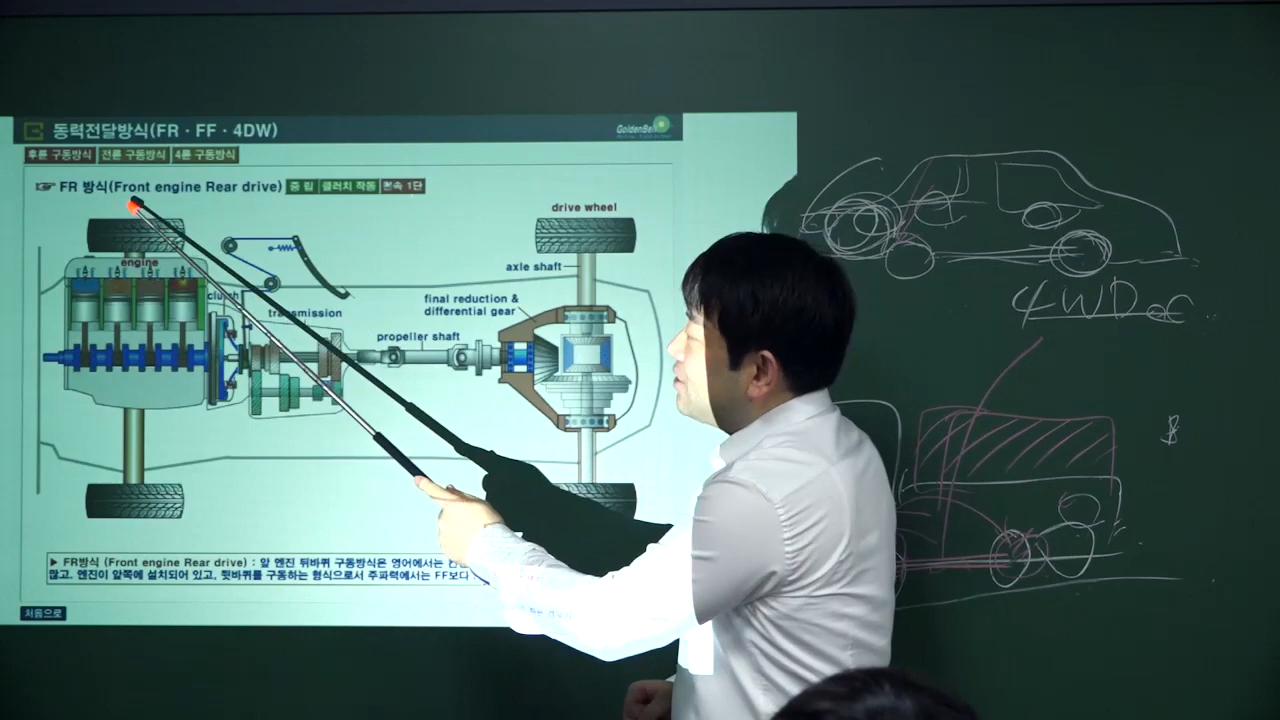 동력전달방식(FR · FF · 4DW)
GoldenBell
후륜 구동방식 전륜 구동방식 4륜 구동방식
☞ FR 방식(Front engine Rear drive) 중 립 클러치 작동 변속 1단
drive wheel
engine
axle shaft
clutch
transmission
final reduction &
differential gear
propeller shaft
▶ FR방식 (Front engine Rear drive) : 앞 엔진 뒤바퀴 구동방식은 영어에서는
많고. 엔진이 앞쪽에 설치되어 있고, 뒷바퀴를 구동하는 형식으로서 주파력에서는 FF보다
처음으로
4WD